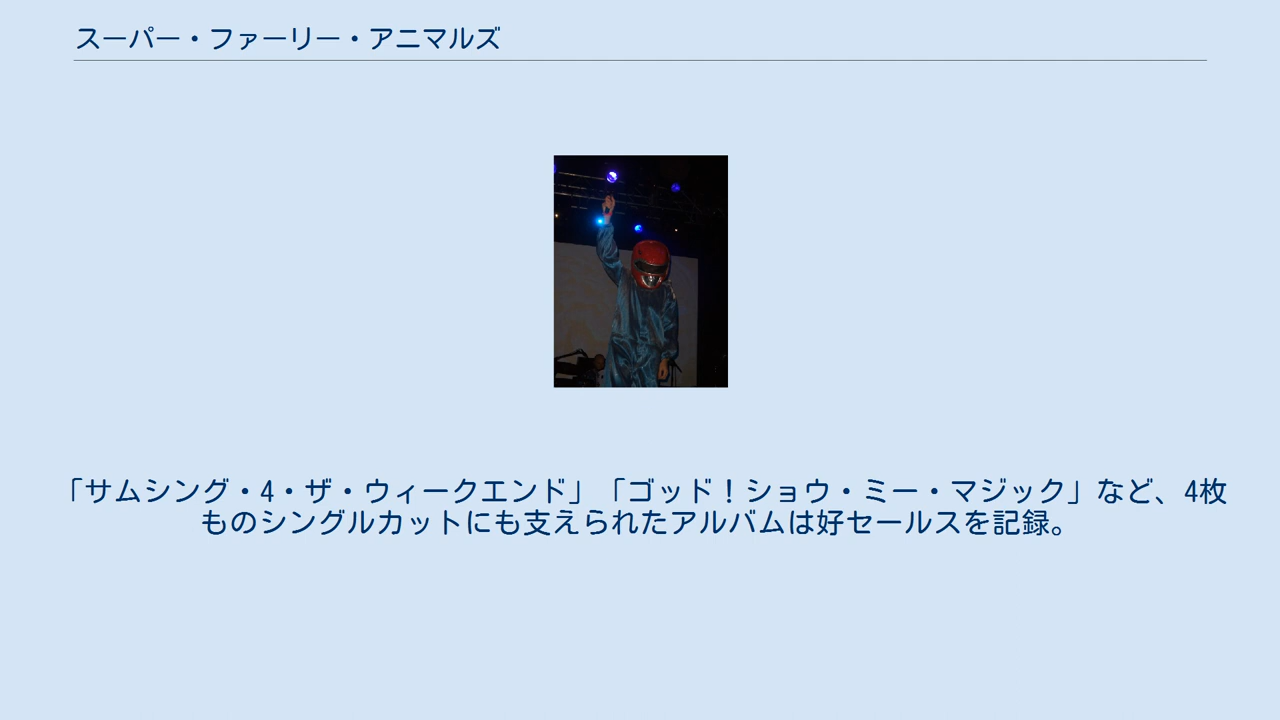 スーパー・ファーリー・アニマルズ
「サムシング・4・ザ・ウィークエンド」「ゴッド！ショウ・ミー・マジック」など、4枚
ものシングルカットにも支えられたアルバムは好セールスを記録。